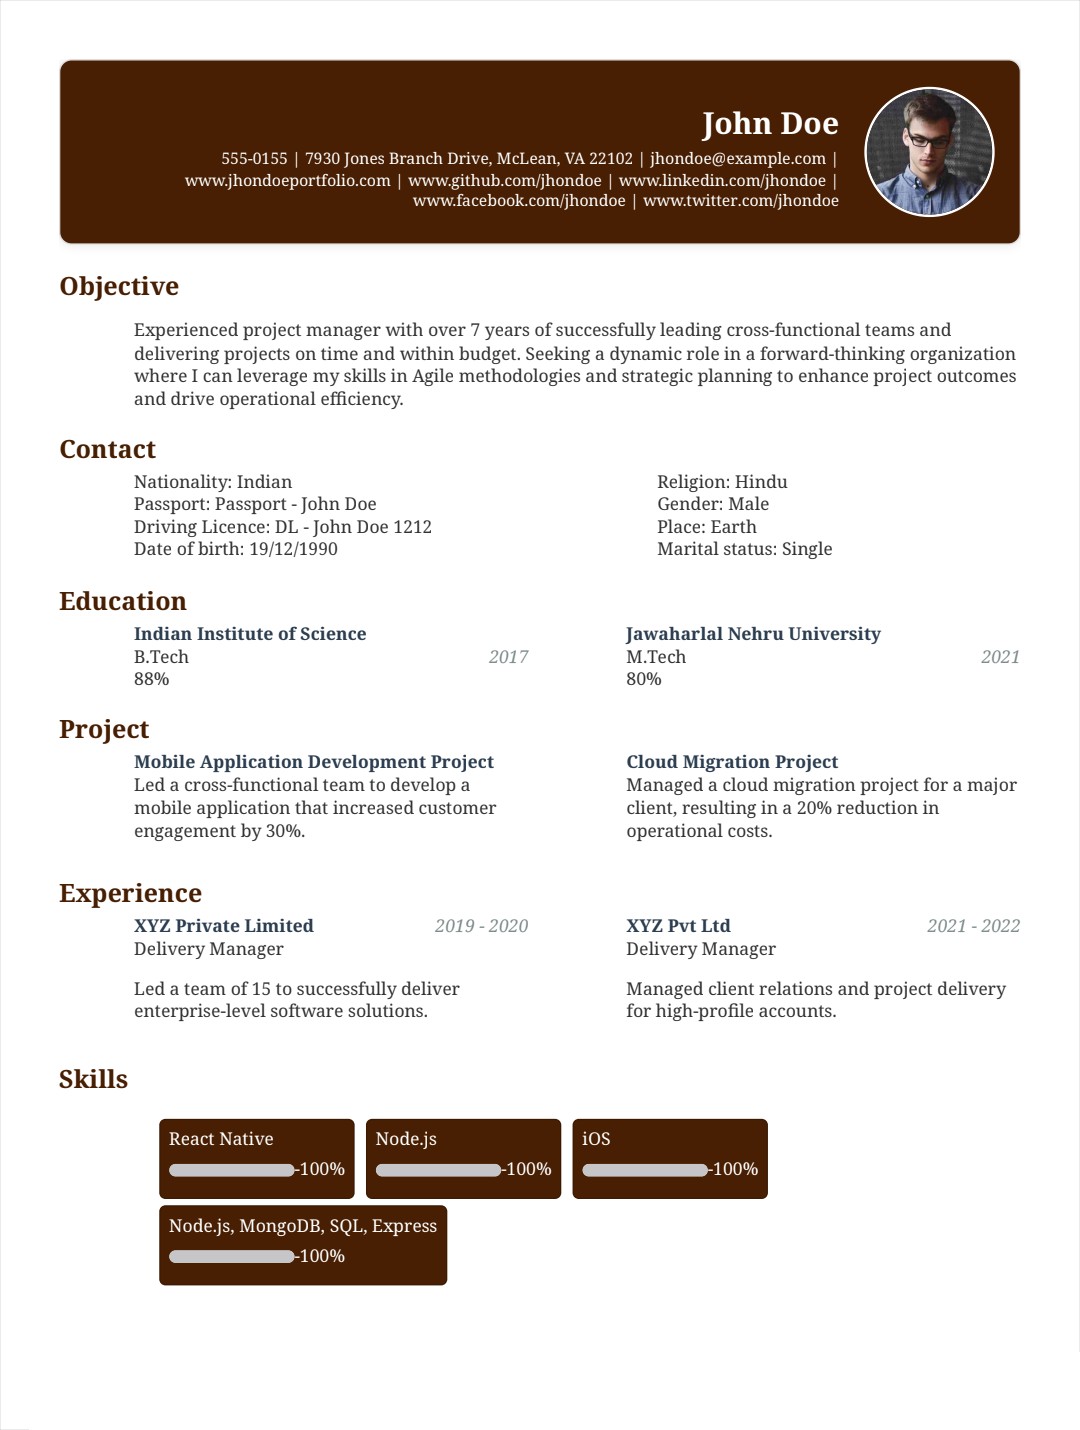 John Doe
555-0155 | 7930 Jones Branch Drive, McLean, VA 22102 | jhondoe@example.com |
www.jhondoeportfolio.com | www.github.com/jhondoe | www.linkedin.com/jhondoe |
www.facebook.com/jhondoe | www.twitter.com/jhondoe
Objective
Experienced project manager with over 7 years of successfully leading cross-functional teams and
delivering projects on time and within budget. Seeking a dynamic role in a forward-thinking organization
where I can leverage my skills in Agile methodologies and strategic planning to enhance project outcomes
and drive operational efficiency.
Contact
Nationality: Indian
Passport: Passport - John Doe
Driving Licence: DL - John Doe 1212
Date of birth: 19/12/1990
Religion: Hindu
Gender: Male
Place: Earth
Marital status: Single
Education
Indian Institute of Science
B.Tech 2017
88%
Jawaharlal Nehru University
M.Tech 2021
80%
Project
Mobile Application Development Project
Led a cross-functional team to develop a
mobile application that increased customer
engagement by 30%.
Cloud Migration Project
Managed a cloud migration project for a major
client, resulting in a 20% reduction in
operational costs.
Experience
XYZ Private Limited 2019 - 2020
Delivery Manager
Led a team of 15 to successfully deliver
enterprise-level software solutions.
XYZ Pvt Ltd 2021 - 2022
Delivery Manager
Managed client relations and project delivery
for high-profile accounts.
Skills
React Native
-100%
Node.js
-100%
iOS
-100%
Node.js, MongoDB, SQL, Express
-100%